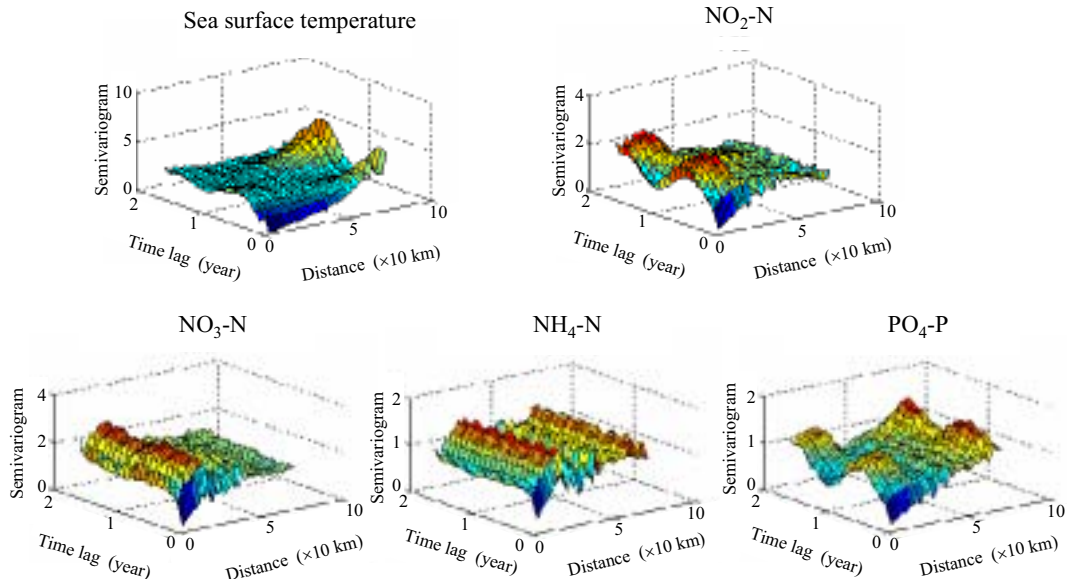 Sea surface temperature
10
5
0
Semivariogram
2
1
0
Time lag (year)
0
5
10
Distance (×10 km)
NO₂-N
4
2
0
Semivariogram
2
1
0
Time lag (year)
0
5
10
Distance (×10 km)
NO₃-N
4
2
0
Semivariogram
2
1
0
Time lag (year)
0
5
10
Distance (×10 km)
NH₄-N
2
1
0
Semivariogram
2
1
0
Time lag (year)
0
5
10
Distance (×10 km)
PO₄-P
2
1
0
Semivariogram
2
1
0
Time lag (year)
0
5
10
Distance (×10 km)